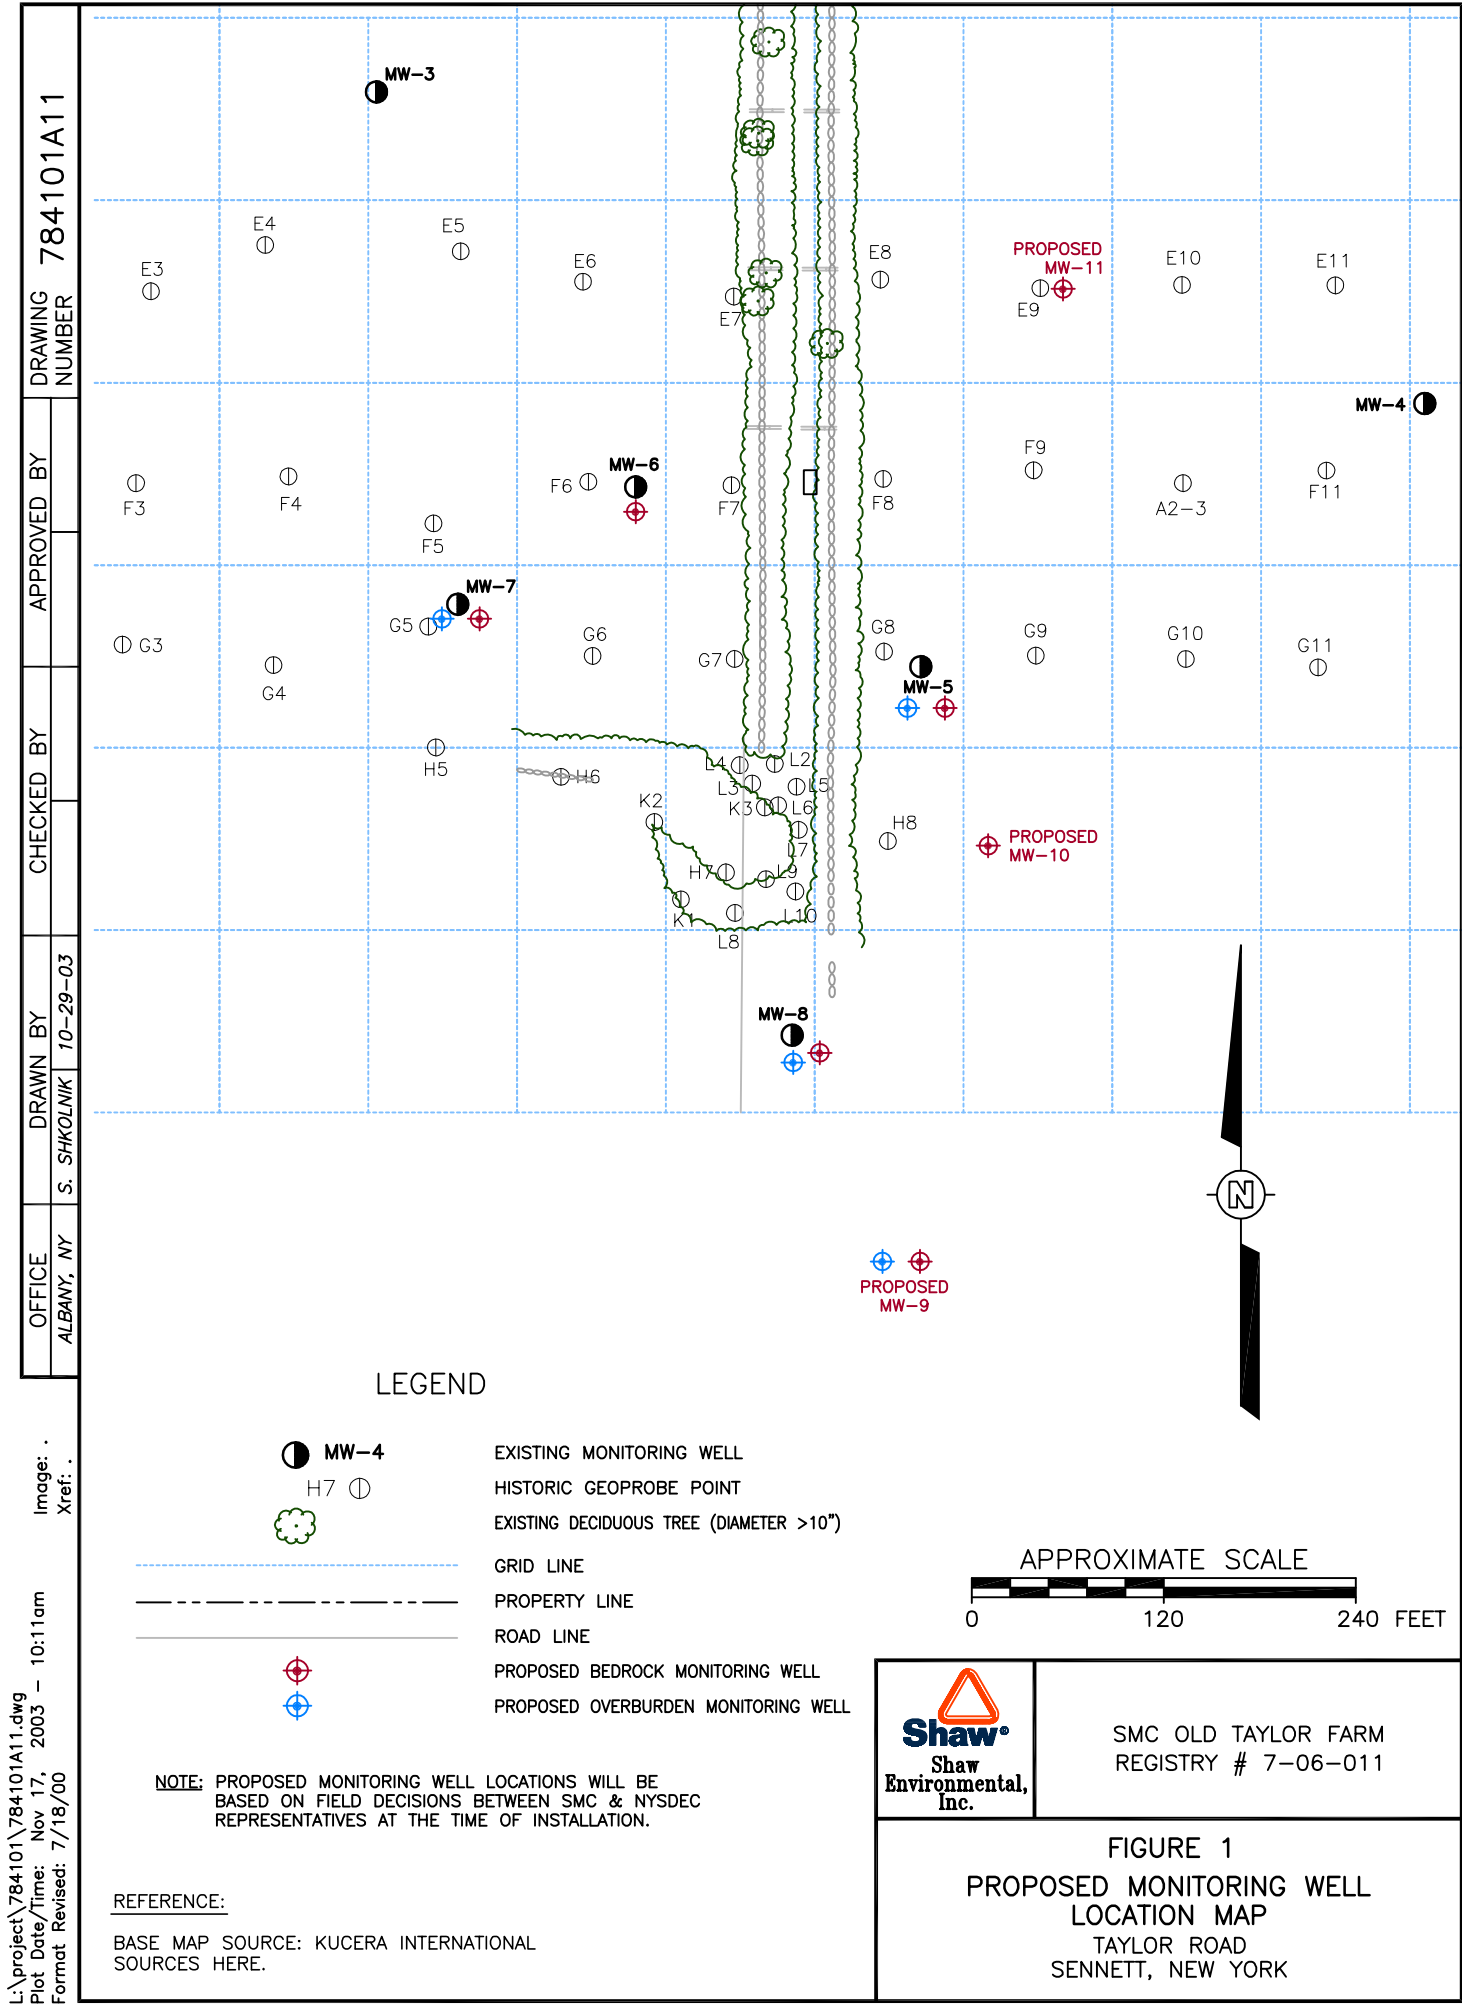 DRAWING
NUMBER
784101A11
APPROVED BY
CHECKED BY
DRAWN BY
S. SHKOLNIK
10-29-03
OFFICE
ALBANY, NY
Image: .
Xref: .
L:\project\784101\784101A11.dwg
Plot Date/Time: Nov 17, 2003 - 10:11am
Format Revised: 7/18/00
MW-3
E4
E5
E3
E6
E7
E8
PROPOSED
MW-11
E9
E10
E11
MW-4
MW-6
F3
F4
F5
F6
F7
F8
F9
A2-3
F11
MW-7
G3
G4
G5
G6
G7
G8
MW-5
G9
G10
G11
H5
H6
L4
L2
L3
L5
K2
K3
L6
L7
H8
PROPOSED
MW-10
H7
L9
K1
L10
L8
MW-8
N
PROPOSED
MW-9
LEGEND
MW-4
EXISTING MONITORING WELL
H7
HISTORIC GEOPROBE POINT
EXISTING DECIDUOUS TREE (DIAMETER >10")
GRID LINE
PROPERTY LINE
ROAD LINE
PROPOSED BEDROCK MONITORING WELL
PROPOSED OVERBURDEN MONITORING WELL
NOTE: PROPOSED MONITORING WELL LOCATIONS WILL BE
BASED ON FIELD DECISIONS BETWEEN SMC & NYSDEC
REPRESENTATIVES AT THE TIME OF INSTALLATION.
REFERENCE:
BASE MAP SOURCE: KUCERA INTERNATIONAL
SOURCES HERE.
APPROXIMATE SCALE
0 120 240 FEET
Shaw®
Shaw
Environmental,
Inc.
SMC OLD TAYLOR FARM
REGISTRY # 7-06-011
FIGURE 1
PROPOSED MONITORING WELL
LOCATION MAP
TAYLOR ROAD
SENNETT, NEW YORK